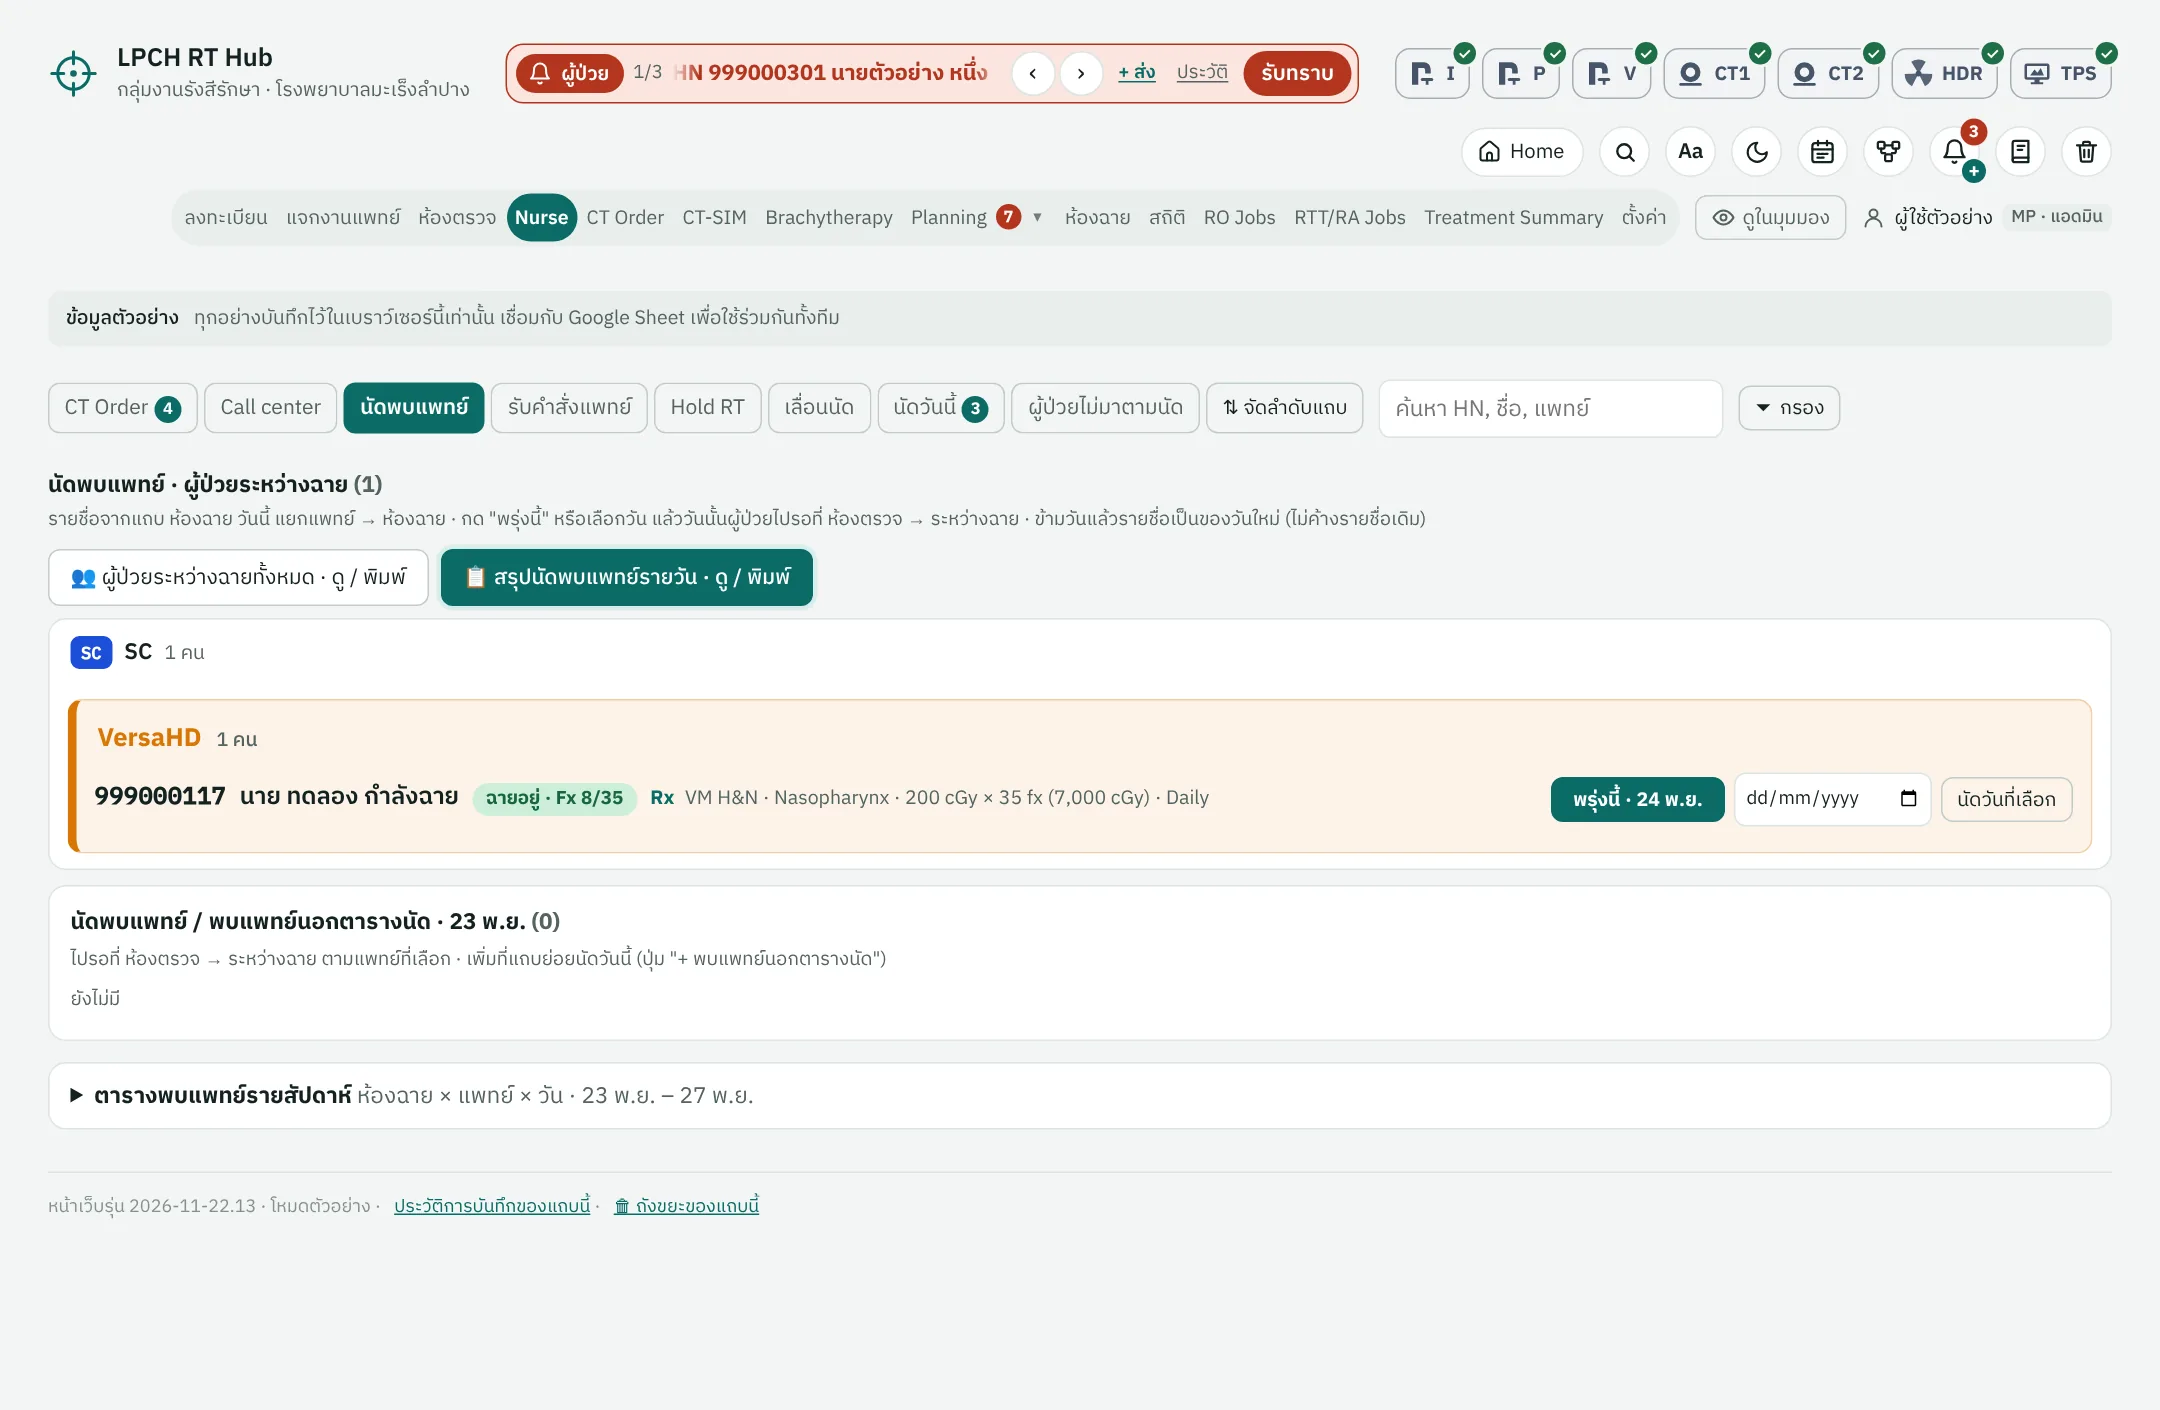 LPCH RT Hub
กลุ่มงานรังสีรักษา · โรงพยาบาลมะเร็งลำปาง
ผู้ป่วย 1/3 HN 999000301 นายตัวอย่าง หนึ่ง ‹ › + ส่ง ประวัติ รับทราบ
I P V CT1 CT2 HDR TPS
Home Aa 3 +
ลงทะเบียน แจกงานแพทย์ ห้องตรวจ Nurse CT Order CT-SIM Brachytherapy Planning 7 ▼ ห้องฉาย สถิติ RO Jobs RTT/RA Jobs Treatment Summary ตั้งค่า ดูในมุมมอง ผู้ใช้ตัวอย่าง MP · แอดมิน
ข้อมูลตัวอย่าง ทุกอย่างบันทึกไว้ในเบราว์เซอร์นี้เท่านั้น เชื่อมกับ Google Sheet เพื่อใช้ร่วมกันทั้งทีม
CT Order 4 Call center นัดพบแพทย์ รับคำสั่งแพทย์ Hold RT เลื่อนนัด นัดวันนี้ 3 ผู้ป่วยไม่มาตามนัด ⇅ จัดลำดับแถบ ค้นหา HN, ชื่อ, แพทย์ ▼ กรอง
นัดพบแพทย์ · ผู้ป่วยระหว่างฉาย (1)
รายชื่อจากแถบ ห้องฉาย วันนี้ แยกแพทย์ → ห้องฉาย · กด "พรุ่งนี้" หรือเลือกวัน แล้ววันนั้นผู้ป่วยไปรอที่ ห้องตรวจ → ระหว่างฉาย · ข้ามวันแล้วรายชื่อเป็นของวันใหม่ (ไม่ค้างรายชื่อเดิม)
👥 ผู้ป่วยระหว่างฉายทั้งหมด · ดู / พิมพ์ 📋 สรุปนัดพบแพทย์รายวัน · ดู / พิมพ์
SC SC 1 คน
VersaHD 1 คน
999000117 นาย ทดลอง กำลังฉาย ฉายอยู่ · Fx 8/35 Rx VM H&N · Nasopharynx · 200 cGy × 35 fx (7,000 cGy) · Daily พรุ่งนี้ · 24 พ.ย. dd/mm/yyyy นัดวันที่เลือก
นัดพบแพทย์ / พบแพทย์นอกตารางนัด · 23 พ.ย. (0)
ไปรอที่ ห้องตรวจ → ระหว่างฉาย ตามแพทย์ที่เลือก · เพิ่มที่แถบย่อยนัดวันนี้ (ปุ่ม "+ พบแพทย์นอกตารางนัด")
ยังไม่มี
▶ ตารางพบแพทย์รายสัปดาห์ ห้องฉาย × แพทย์ × วัน · 23 พ.ย. – 27 พ.ย.
หน้าเว็บรุ่น 2026-11-22.13 · โหมดตัวอย่าง · ประวัติการบันทึกของแถบนี้ · 🗑 ถังขยะของแถบนี้